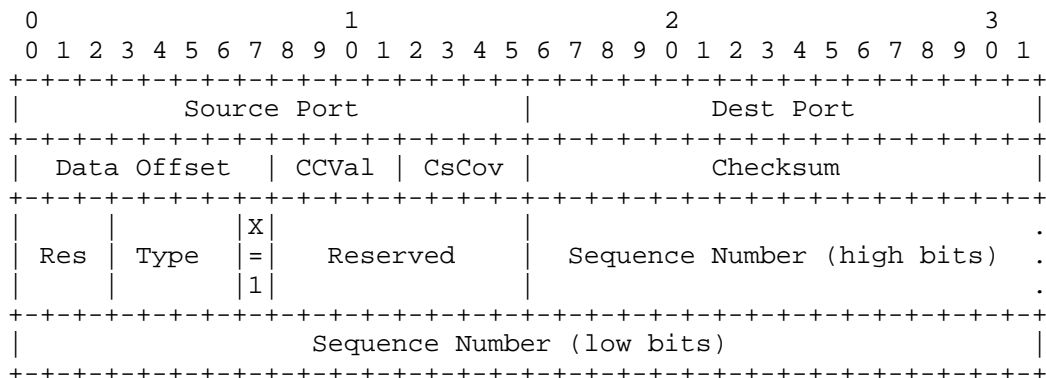 0                   1                   2                   3
 0 1 2 3 4 5 6 7 8 9 0 1 2 3 4 5 6 7 8 9 0 1 2 3 4 5 6 7 8 9 0 1
+-+-+-+-+-+-+-+-+-+-+-+-+-+-+-+-+-+-+-+-+-+-+-+-+-+-+-+-+-+-+-+-+
|          Source Port          |           Dest Port           |
+-+-+-+-+-+-+-+-+-+-+-+-+-+-+-+-+-+-+-+-+-+-+-+-+-+-+-+-+-+-+-+-+
|  Data Offset  | CCVal | CsCov |           Checksum            |
+-+-+-+-+-+-+-+-+-+-+-+-+-+-+-+-+-+-+-+-+-+-+-+-+-+-+-+-+-+-+-+-+
|     |       |X|               |                               .
| Res | Type  |=|   Reserved    |  Sequence Number (high bits)  .
|     |       |1|               |                               .
+-+-+-+-+-+-+-+-+-+-+-+-+-+-+-+-+-+-+-+-+-+-+-+-+-+-+-+-+-+-+-+-+
|                  Sequence Number (low bits)                   |
+-+-+-+-+-+-+-+-+-+-+-+-+-+-+-+-+-+-+-+-+-+-+-+-+-+-+-+-+-+-+-+-+